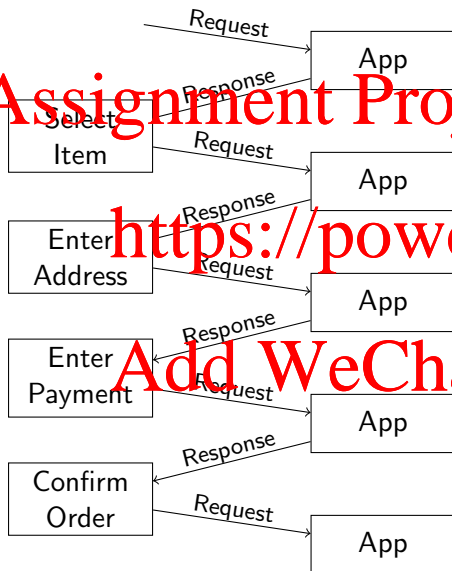 Request
App
Response
Assignment Pro
Select
Item
Request
App
Response
https://powe
Enter
Address
Request
App
Response
Add WeCh
Enter
Payment
Request
App
Response
Confirm
Order
Request
App